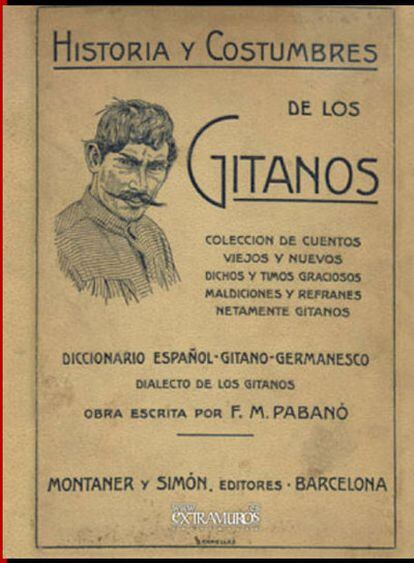 HISTORIA Y COSTUMBRES
DE LOS
GITANOS
COLECCION DE CUENTOS
VIEJOS Y NUEVOS
DICHOS Y TIMOS GRACIOSOS
MALDICIONES Y REFRANES
NETAMENTE GITANOS
DICCIONARIO ESPAÑOL-GITANO-GERMANESCO
DIALECTO DE LOS GITANOS
OBRA ESCRITA POR F. M. PABANÓ
MONTANER Y SIMÓN, EDITORES · BARCELONA
EXTRAMUROS